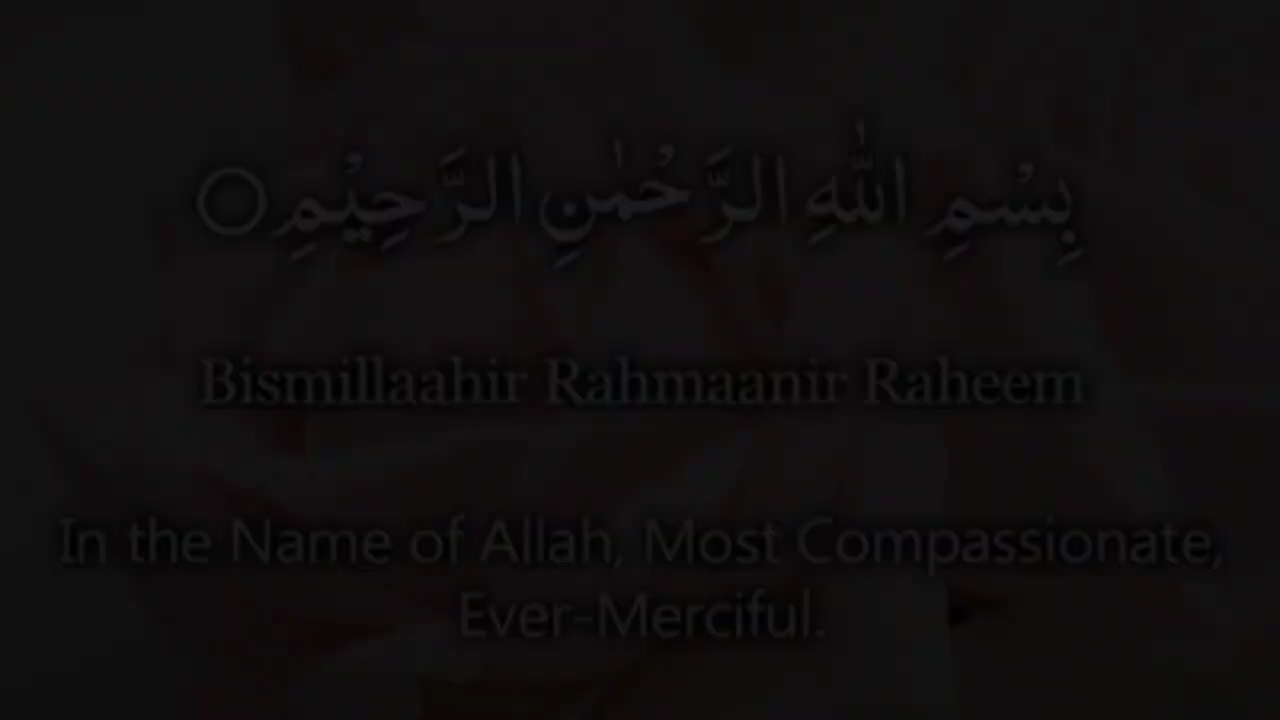 بِسْمِ اللّٰهِ الرَّحْمٰنِ الرَّحِيْمِ○
Bismillaahir Rahmaanir Raheem
In the Name of Allah, Most Compassionate,
Ever-Merciful.